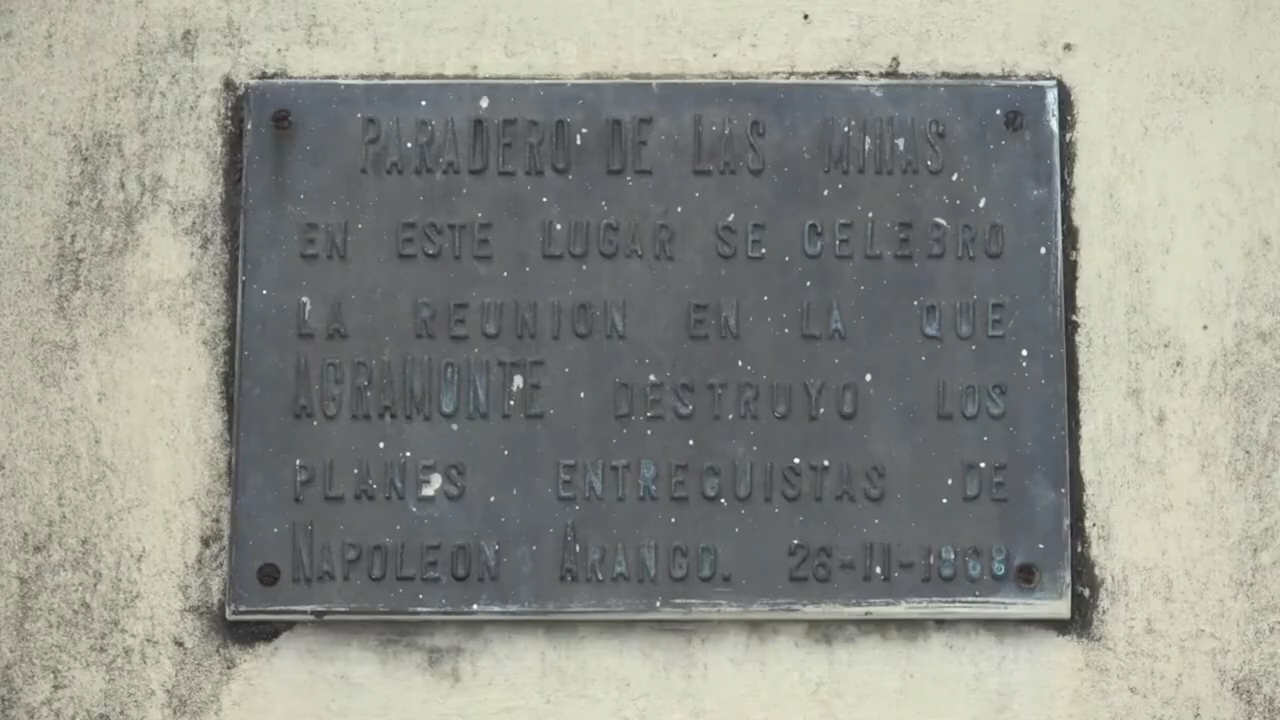 PARADERO DE LAS MINAS
EN ESTE LUGAR SE CELEBRO
LA REUNION EN LA QUE
AGRAMONTE DESTRUYO LOS
PLANES ENTREGUISTAS DE
NAPOLEON ARANGO. 26-11-1868